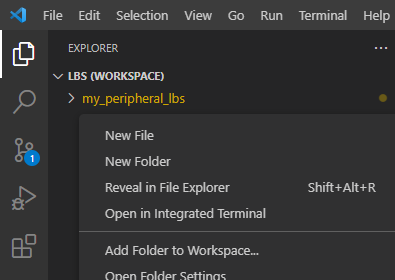 File Edit Selection View Go Run Terminal Help
EXPLORER
LBS (WORKSPACE)
my_peripheral_lbs
New File
New Folder
1
Reveal in File Explorer Shift+Alt+R
Open in Integrated Terminal
Add Folder to Workspace...
Open Folder Settings